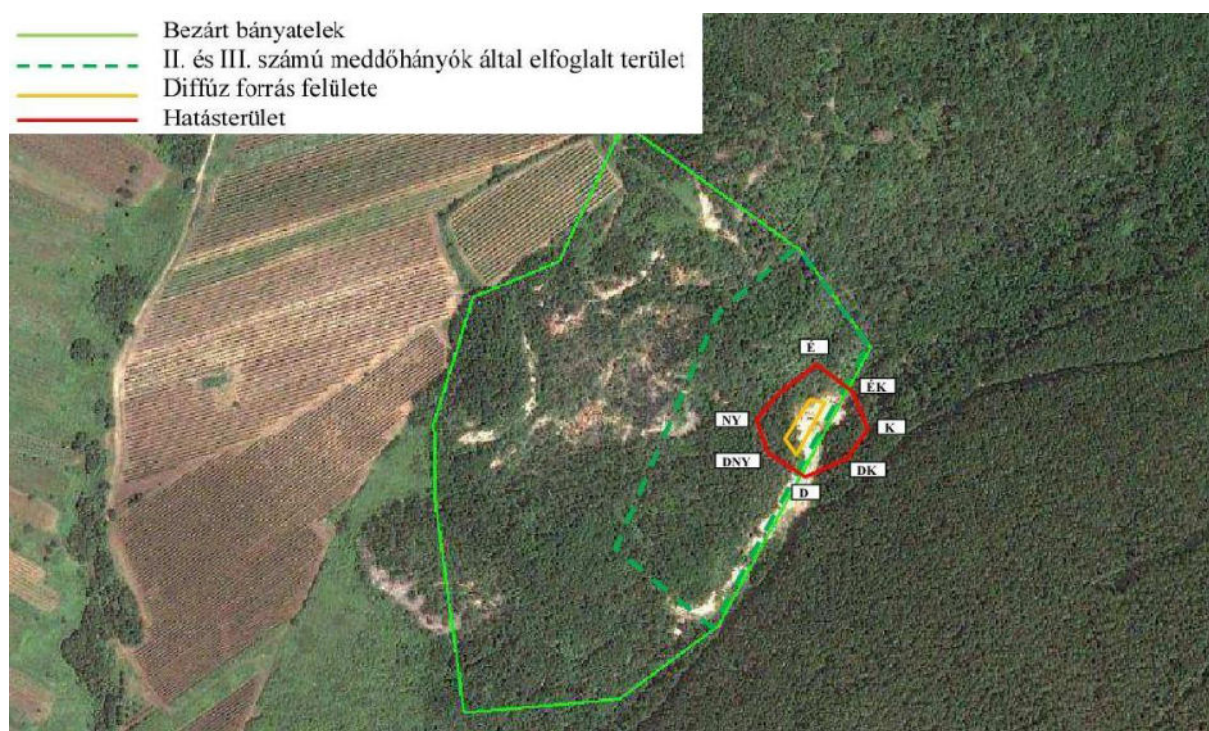 Bezárt bányatelek
II. és III. számú meddőhányók által elfoglalt terület
Diffúz forrás felülete
Hatásterület
É
ÉK
NY
K
DNY
DK
D